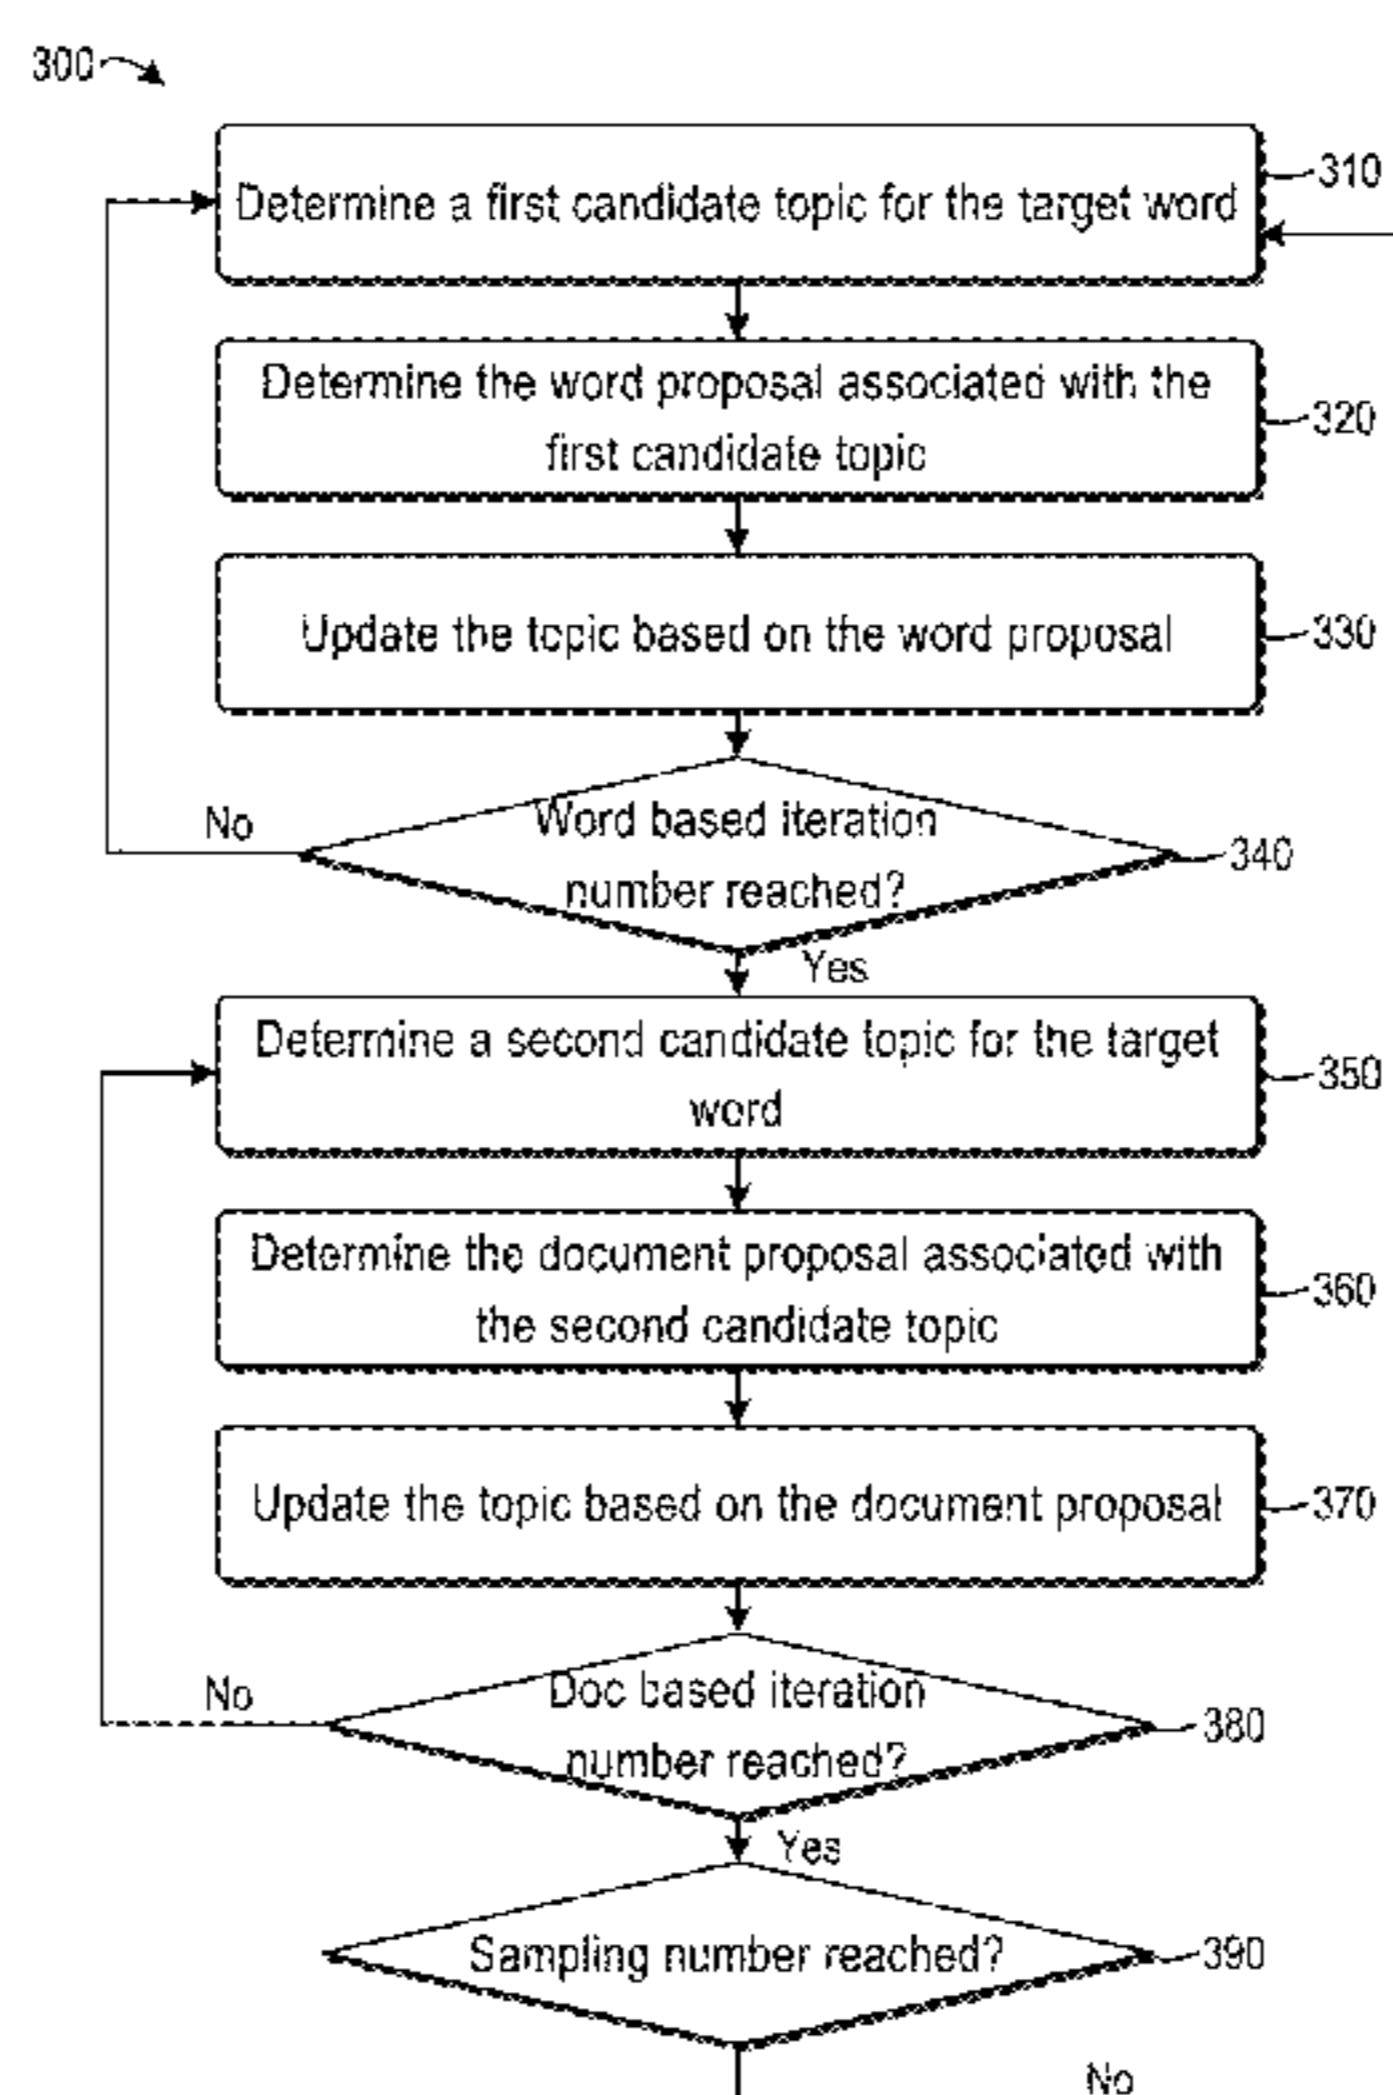 300
Determine a first candidate topic for the target word
310
Determine the word proposal associated with the
first candidate topic
320
Update the topic based on the word proposal
330
Word based iteration
number reached?
340
No
Yes
Determine a second candidate topic for the target
word
350
Determine the document proposal associated with
the second candidate topic
360
Update the topic based on the document proposal
370
Doc based iteration
number reached?
380
No
Yes
Sampling number reached?
390
No